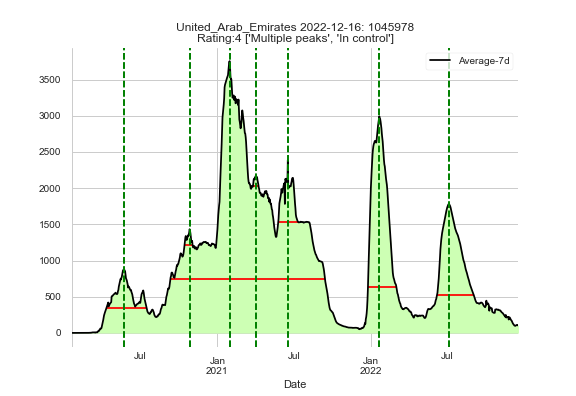 United_Arab_Emirates 2022-12-16: 1045978
Rating:4 ['Multiple peaks', 'In control']
Average-7d
3500
3000
2500
2000
1500
1000
500
0
Jul
Jan
2021
Jul
Jan
2022
Jul
Date